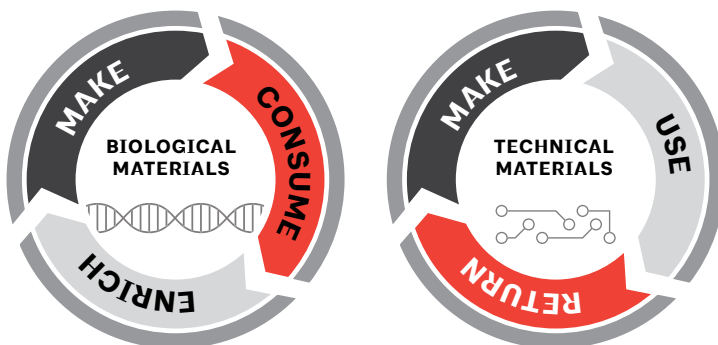 MAKE
CONSUME
ENRICH
BIOLOGICAL
MATERIALS
MAKE
USE
RETURN
TECHNICAL
MATERIALS